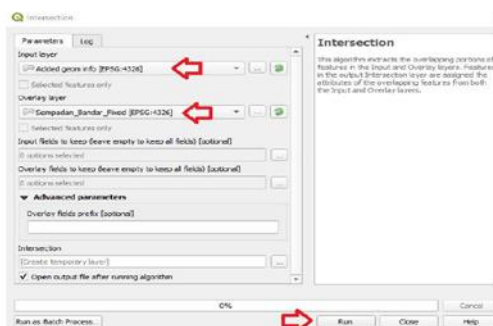 Intersection
Parameters
Log
Input layer
Added geom info [EPSG:4326]
...
Selected features only
Overlay layer
Sempadan_Bandar_Fixed [EPSG:4326]
...
Selected features only
Input fields to keep (leave empty to keep all fields) [optional]
0 options selected
...
Overlay fields to keep (leave empty to keep all fields) [optional]
0 options selected
...
Advanced parameters
Overlay fields prefix [optional]
Intersection
[Create temporary layer]
...
Open output file after running algorithm
Intersection
This algorithm extracts the overlapping portions of
features in the Input and Overlay layers. Features
in the output Intersection layer are assigned the
attributes of the overlapping features from both
the Input and Overlay layers.
0%
Cancel
Run as Batch Process...
Run
Close
Help